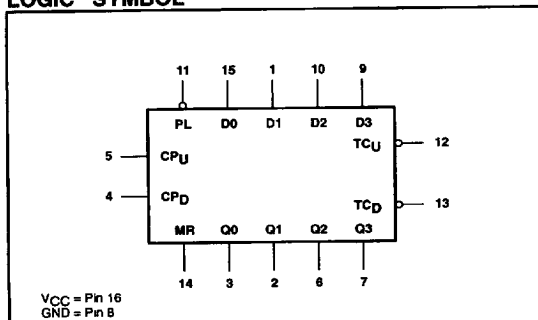 LOGIC SYMBOL
11 15 1 10 9
PL D0 D1 D2 D3
TCU 12
5 CPU
4 CPD
TCD 13
MR Q0 Q1 Q2 Q3
14 3 2 6 7
VCC = Pin 16
GND = Pin 8